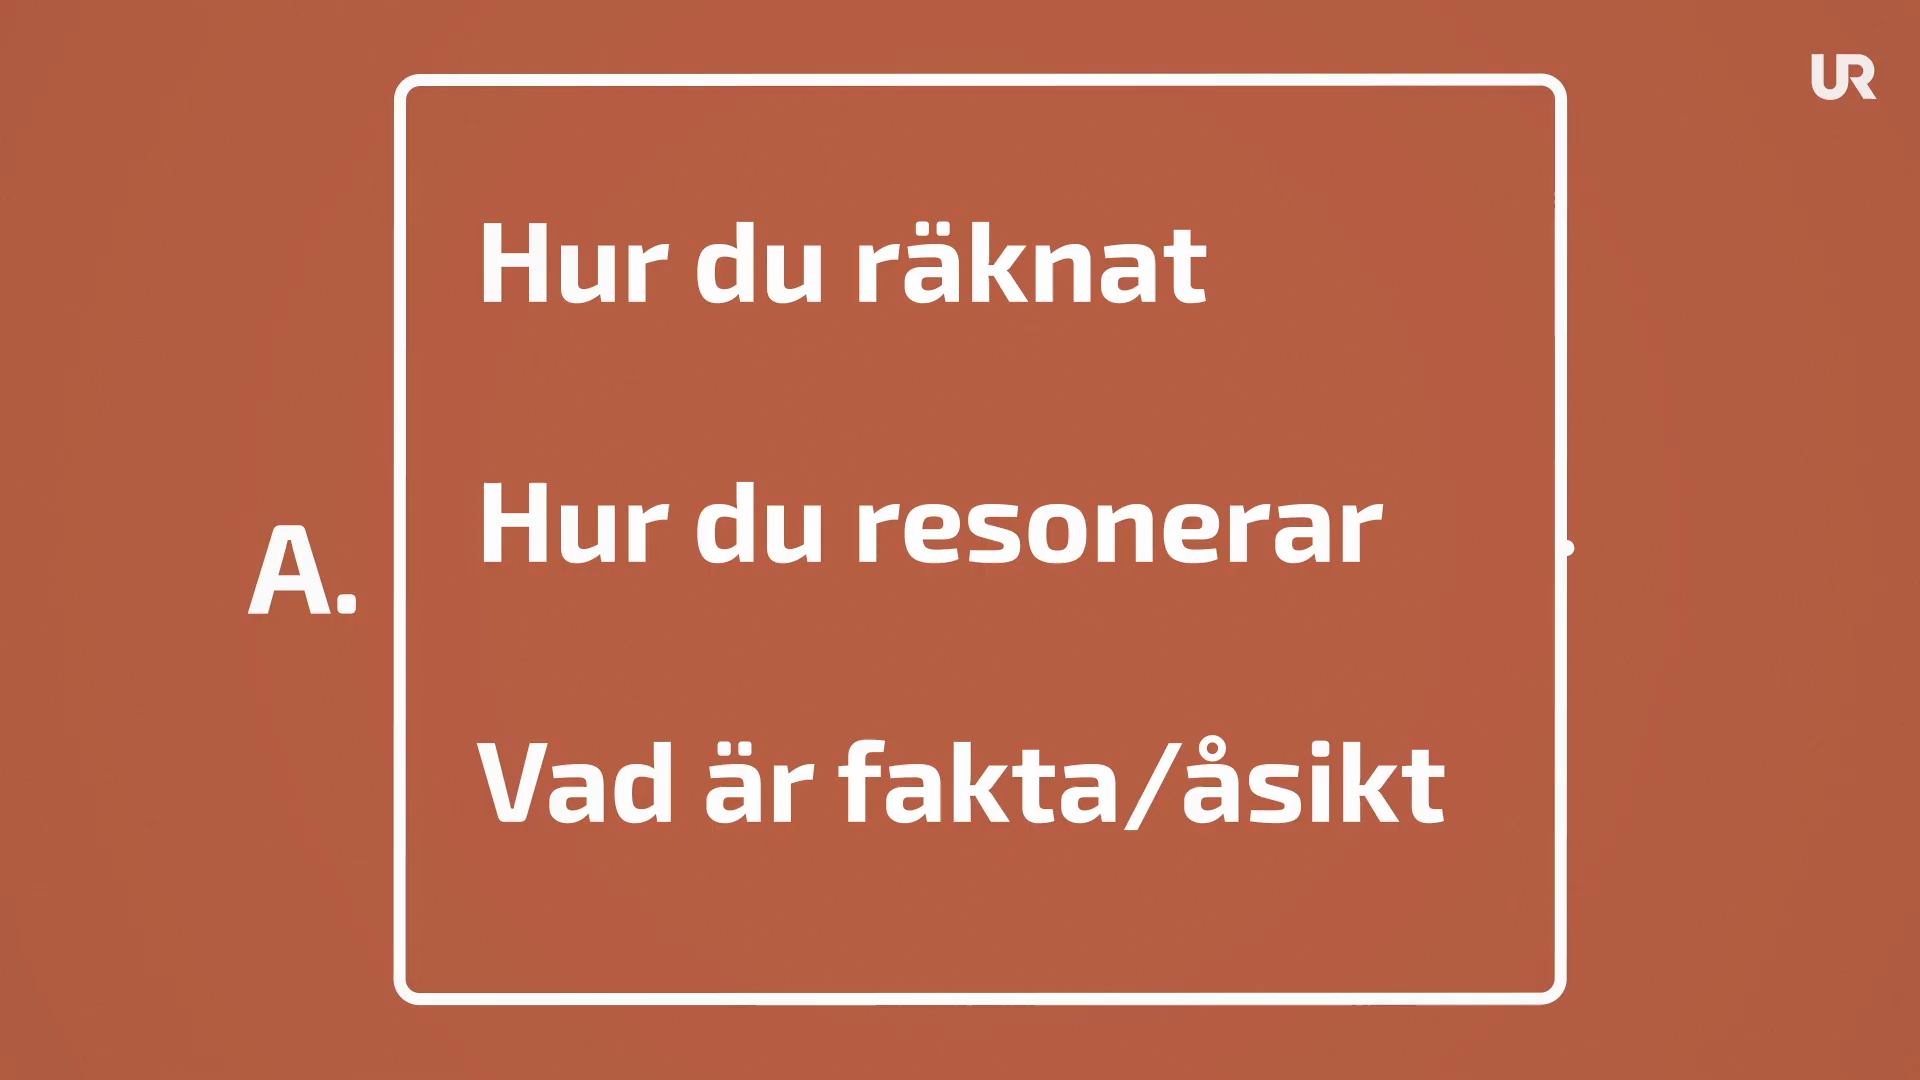 UR
Hur du räknat
Hur du resonerar
A.
Vad är fakta/åsikt